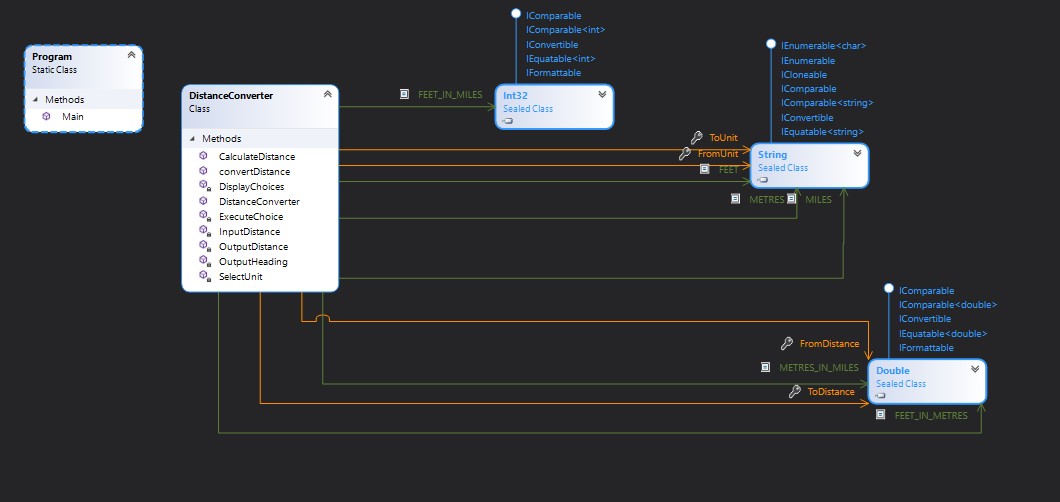 Program
Static Class
Methods
Main
DistanceConverter
Class
Methods
CalculateDistance
convertDistance
DisplayChoices
DistanceConverter
ExecuteChoice
InputDistance
OutputDistance
OutputHeading
SelectUnit
FEET_IN_MILES
IComparable
IComparable<int>
IConvertible
IEquatable<int>
IFormattable
Int32
Sealed Class
IEnumerable<char>
IEnumerable
ICloneable
IComparable
IComparable<string>
IConvertible
IEquatable<string>
ToUnit
FromUnit
FEET
String
Sealed Class
METRES
MILES
IComparable
IComparable<double>
IConvertible
IEquatable<double>
IFormattable
FromDistance
METRES_IN_MILES
ToDistance
Double
Sealed Class
FEET_IN_METRES